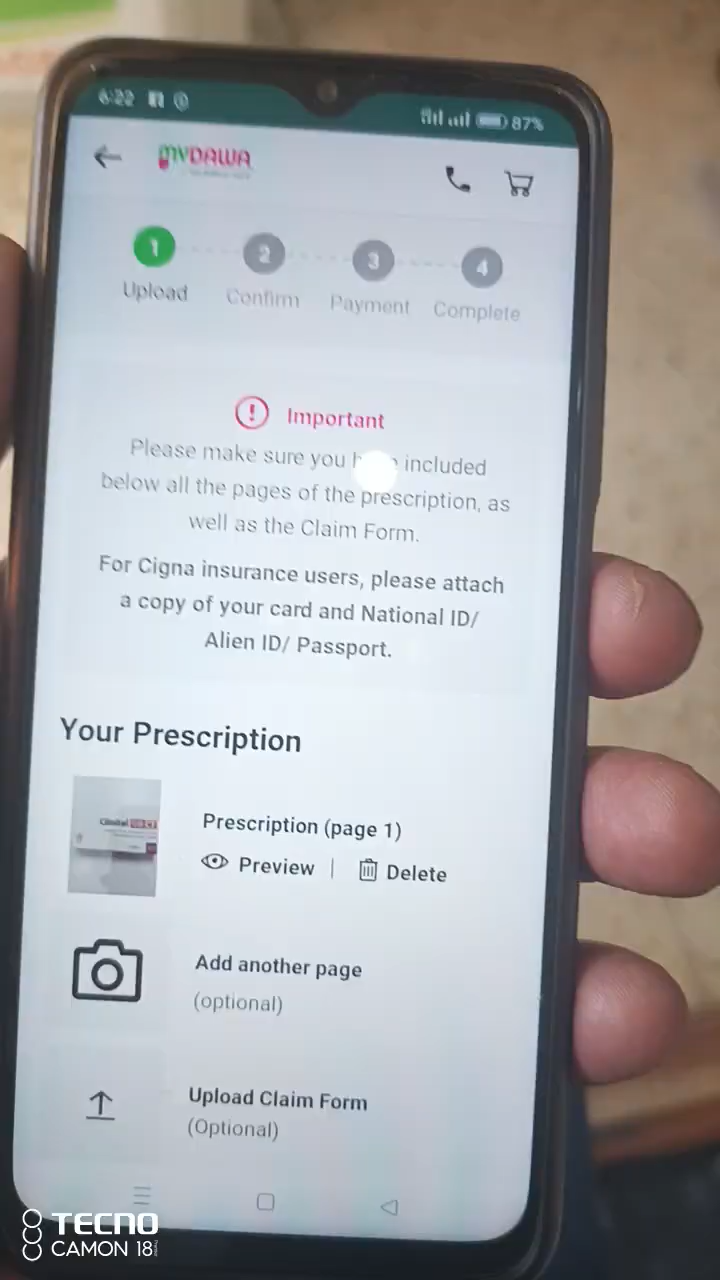 6:22
87%
MYDAWA
1
2
3
4
Upload
Confirm
Payment
Complete
! Important
Please make sure you included
below all the pages of the prescription, as
well as the Claim Form.
For Cigna insurance users, please attach
a copy of your card and National ID/
Alien ID/ Passport.
Your Prescription
Prescription (page 1)
Preview | Delete
Add another page
(optional)
Upload Claim Form
(Optional)
TECNO
CAMON 18